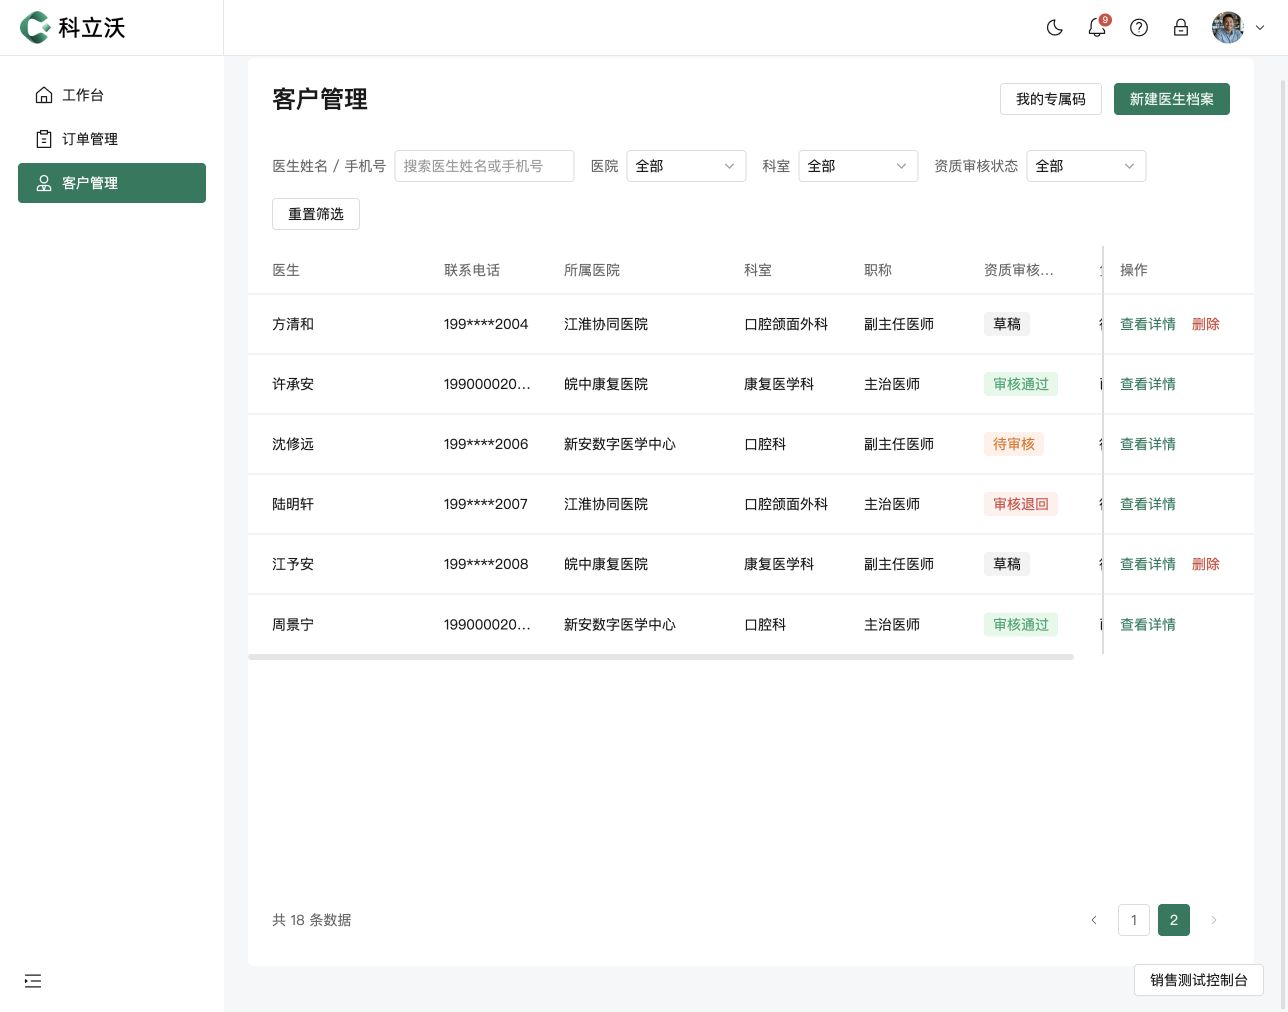 科立沃
9
工作台
订单管理
客户管理
客户管理
我的专属码
新建医生档案
医生姓名 / 手机号 搜索医生姓名或手机号 医院 全部 科室 全部 资质审核状态 全部
重置筛选
医生 联系电话 所属医院 科室 职称 资质审核... 操作
方清和 199****2004 江淮协同医院 口腔颌面外科 副主任医师 草稿 查看详情 删除
许承安 199000020... 皖中康复医院 康复医学科 主治医师 审核通过 查看详情
沈修远 199****2006 新安数字医学中心 口腔科 副主任医师 待审核 查看详情
陆明轩 199****2007 江淮协同医院 口腔颌面外科 主治医师 审核退回 查看详情
江予安 199****2008 皖中康复医院 康复医学科 副主任医师 草稿 查看详情 删除
周景宁 199000020... 新安数字医学中心 口腔科 主治医师 审核通过 查看详情
共 18 条数据
1 2
销售测试控制台